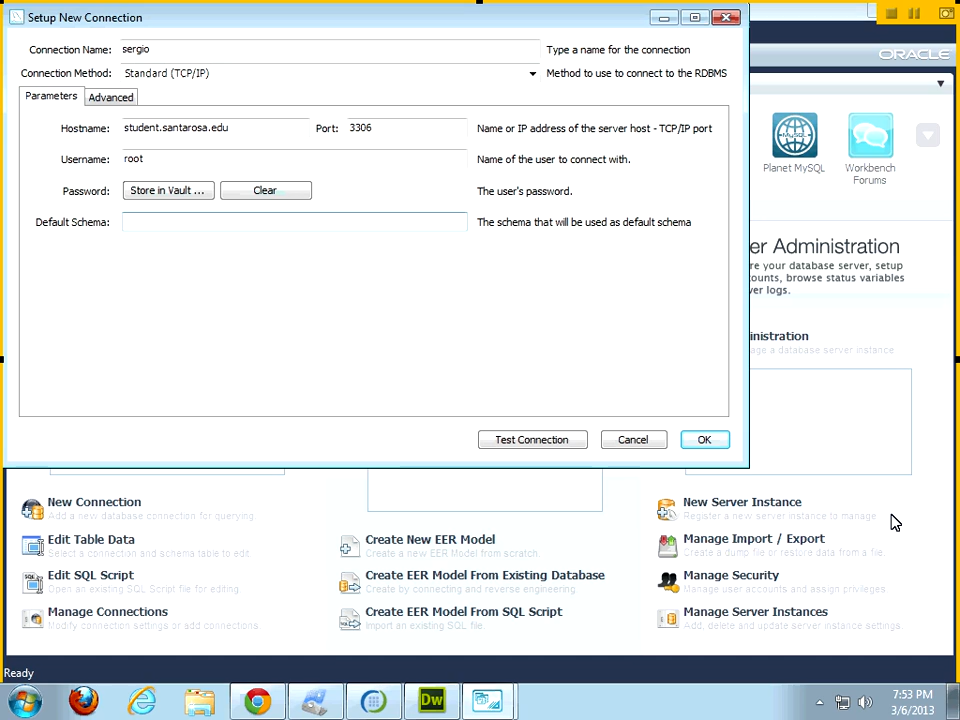 Setup New Connection
Connection Name: sergio Type a name for the connection
Connection Method: Standard (TCP/IP) Method to use to connect to the RDBMS
ORACLE
Parameters Advanced
Hostname: student.santarosa.edu Port: 3306 Name or IP address of the server host - TCP/IP port
Username: root Name of the user to connect with.
Password: Store in Vault ... Clear The user's password.
Default Schema: The schema that will be used as default schema
MySQL
Planet MySQL Workbench
Forums
er Administration
re your database server, setup
ounts, browse status variables
ver logs.
inistration
age a database server instance
Test Connection Cancel OK
New Connection
Add a new database connection for querying.
Edit Table Data
Select a connection and schema table to edit.
Edit SQL Script
Open an existing SQL Script file for editing.
Manage Connections
Modify connection settings or add connections.
Create New EER Model
Create a new EER Model from scratch.
Create EER Model From Existing Database
Create by connecting and reverse engineering.
Create EER Model From SQL Script
Import an existing SQL file.
New Server Instance
Register a new server instance to manage
Manage Import / Export
Create a dump file or restore data from a file.
Manage Security
Manage user accounts and assign privileges.
Manage Server Instances
Add, delete and update server instance settings.
Ready
Dw
7:53 PM
3/6/2013